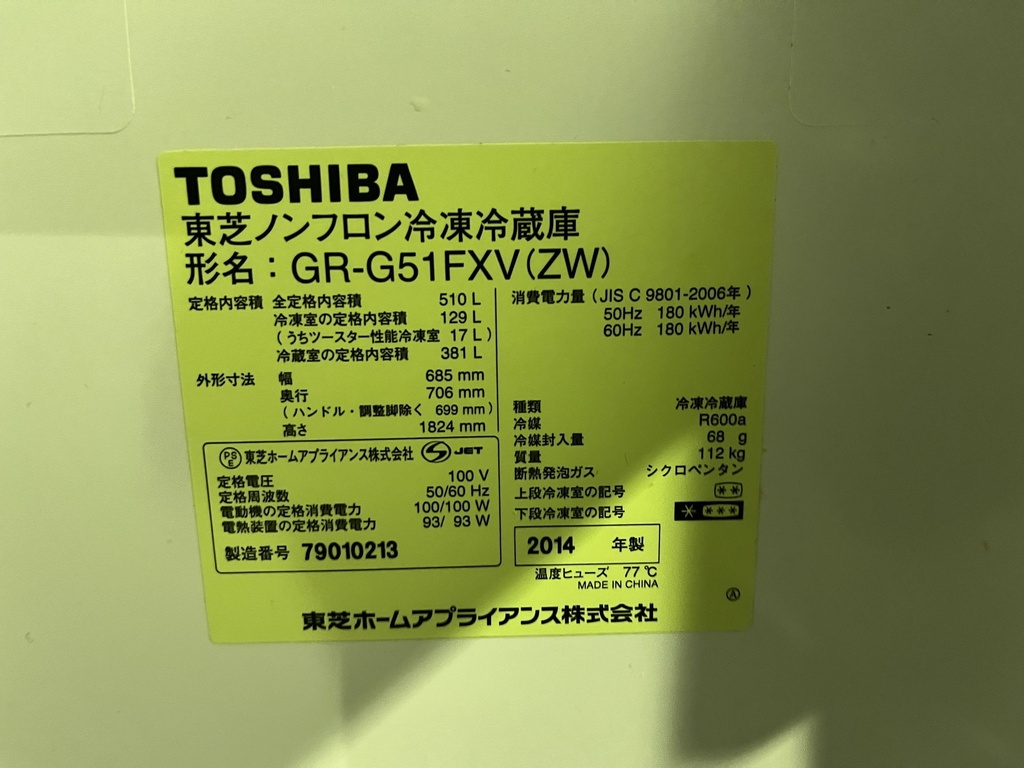 TOSHIBA
東芝ノンフロン冷凍冷蔵庫
形名：GR-G51FXV(ZW)
定格内容積 全定格内容積 510 L
冷凍室の定格内容積 129 L
(うちツースター性能冷凍室 17 L)
冷蔵室の定格内容積 381 L
外形寸法 幅 685 mm
奥行 706 mm
(ハンドル・調整脚除く 699 mm)
高さ 1824 mm
PSE 東芝ホームアプライアンス株式会社 S JET
定格電圧 100 V
定格周波数 50/60 Hz
電動機の定格消費電力 100/100 W
電熱装置の定格消費電力 93/ 93 W
製造番号 79010213
消費電力量 (JIS C 9801-2006年)
50Hz 180 kWh/年
60Hz 180 kWh/年
種類 冷凍冷蔵庫
冷媒 R600a
冷媒封入量 68 g
質量 112 kg
断熱発泡ガス シクロペンタン
上段冷凍室の記号 **
下段冷凍室の記号 * ***
2014 年製
温度ヒューズ 77 ℃
MADE IN CHINA
Ⓐ
東芝ホームアプライアンス株式会社